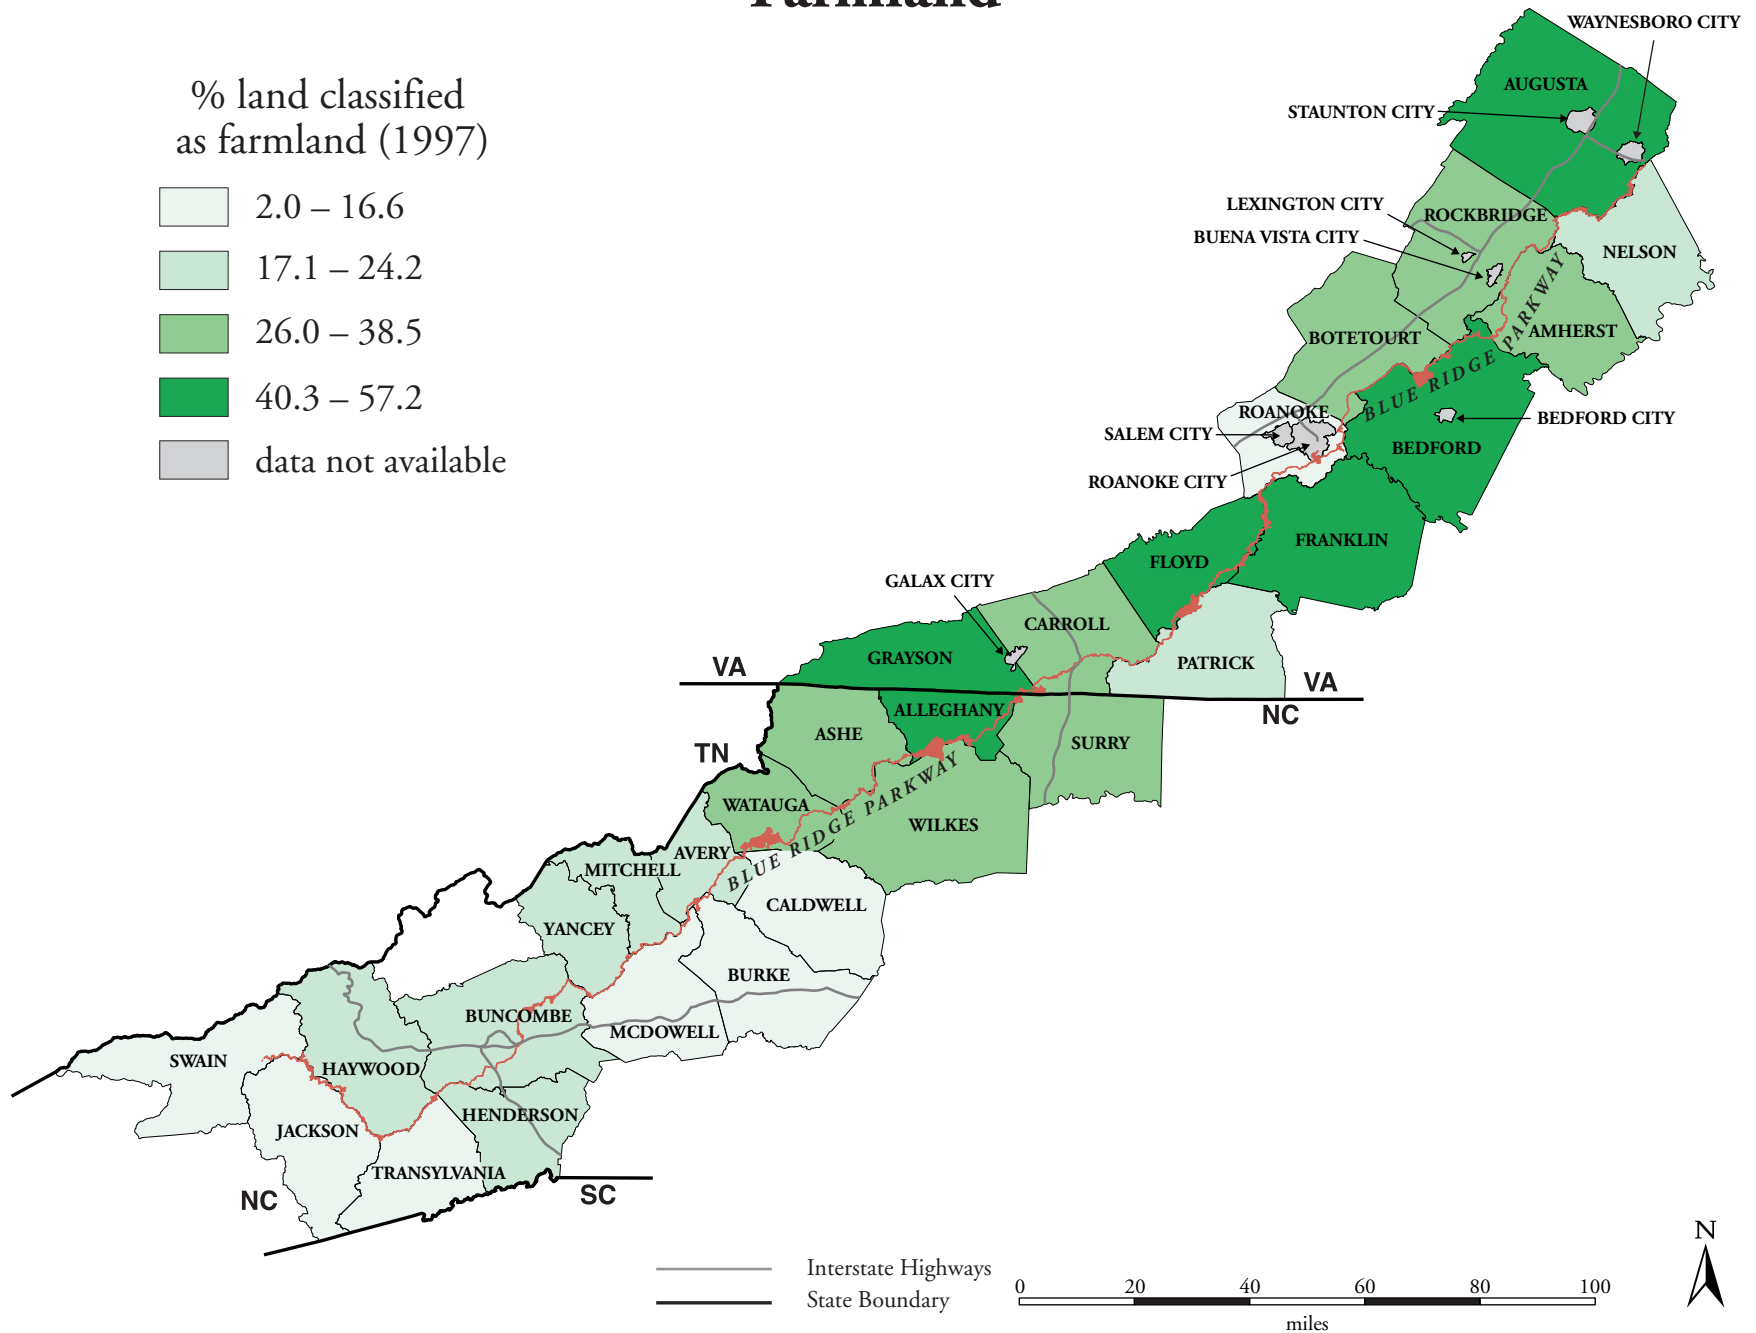 Farmland
% land classified
as farmland (1997)
2.0 – 16.6
17.1 – 24.2
26.0 – 38.5
40.3 – 57.2
data not available
WAYNESBORO CITY
AUGUSTA
STAUNTON CITY
LEXINGTON CITY
ROCKBRIDGE
BUENA VISTA CITY
NELSON
BOTETOURT
AMHERST
BLUE RIDGE PARKWAY
ROANOKE
SALEM CITY
BEDFORD CITY
BEDFORD
ROANOKE CITY
FRANKLIN
FLOYD
GALAX CITY
CARROLL
GRAYSON
PATRICK
VA
VA
NC
ALLEGHANY
ASHE
SURRY
TN
WATAUGA
WILKES
BLUE RIDGE PARKWAY
AVERY
MITCHELL
CALDWELL
YANCEY
BURKE
BUNCOMBE
MCDOWELL
SWAIN
HAYWOOD
HENDERSON
JACKSON
TRANSYLVANIA
NC
SC
N
Interstate Highways
State Boundary
0 20 40 60 80 100
miles